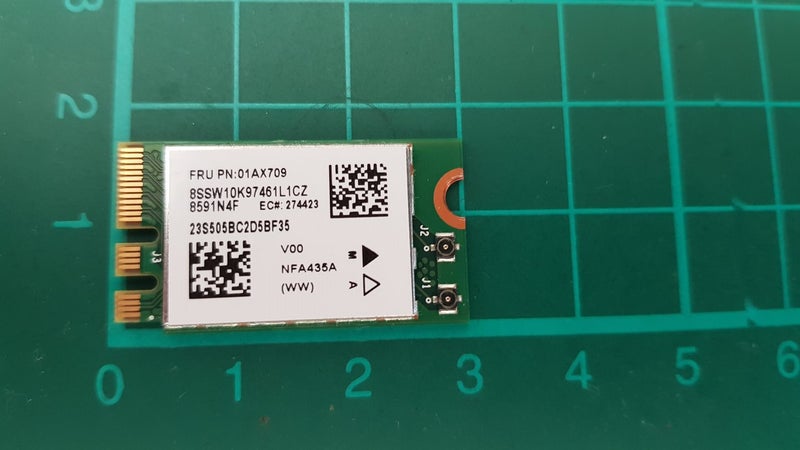 3
2
1
FRU PN:01AX709
8SSW10K97461L1CZ
8591N4F EC#: 274423
23S505BC2D5BF35
V00
M
NFA435A
A
(WW)
J3
J2
J1
0 1 2 3 4 5 6